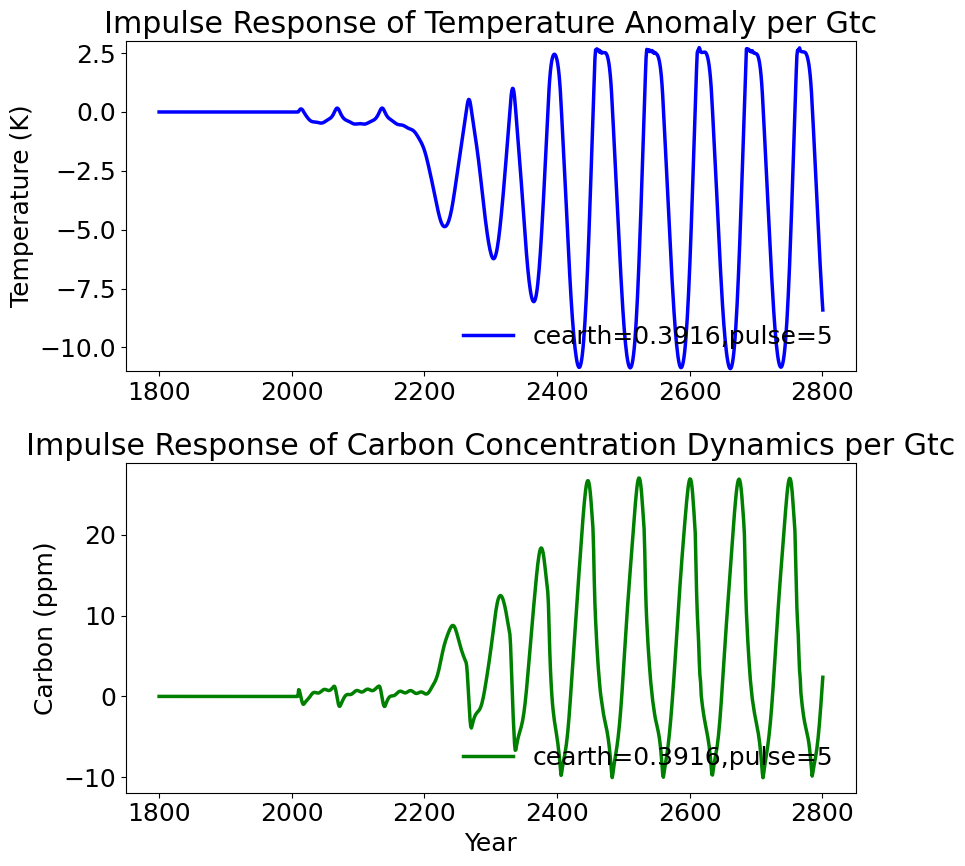 Impulse Response of Temperature Anomaly per Gtc
Temperature (K)
2.5
0.0
−2.5
−5.0
−7.5
−10.0
cearth=0.3916,pulse=5
1800 2000 2200 2400 2600 2800
Impulse Response of Carbon Concentration Dynamics per Gtc
Carbon (ppm)
20
10
0
−10
cearth=0.3916,pulse=5
1800 2000 2200 2400 2600 2800
Year